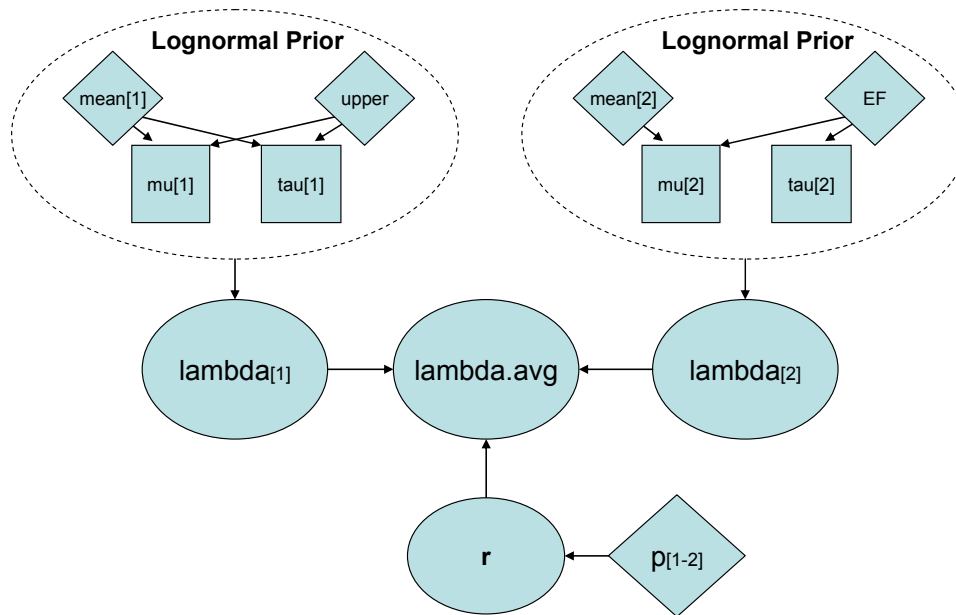 Lognormal Prior
mean[1]
upper
mu[1]
tau[1]
Lognormal Prior
mean[2]
EF
mu[2]
tau[2]
lambda[1]
lambda.avg
lambda[2]
r
p[1-2]